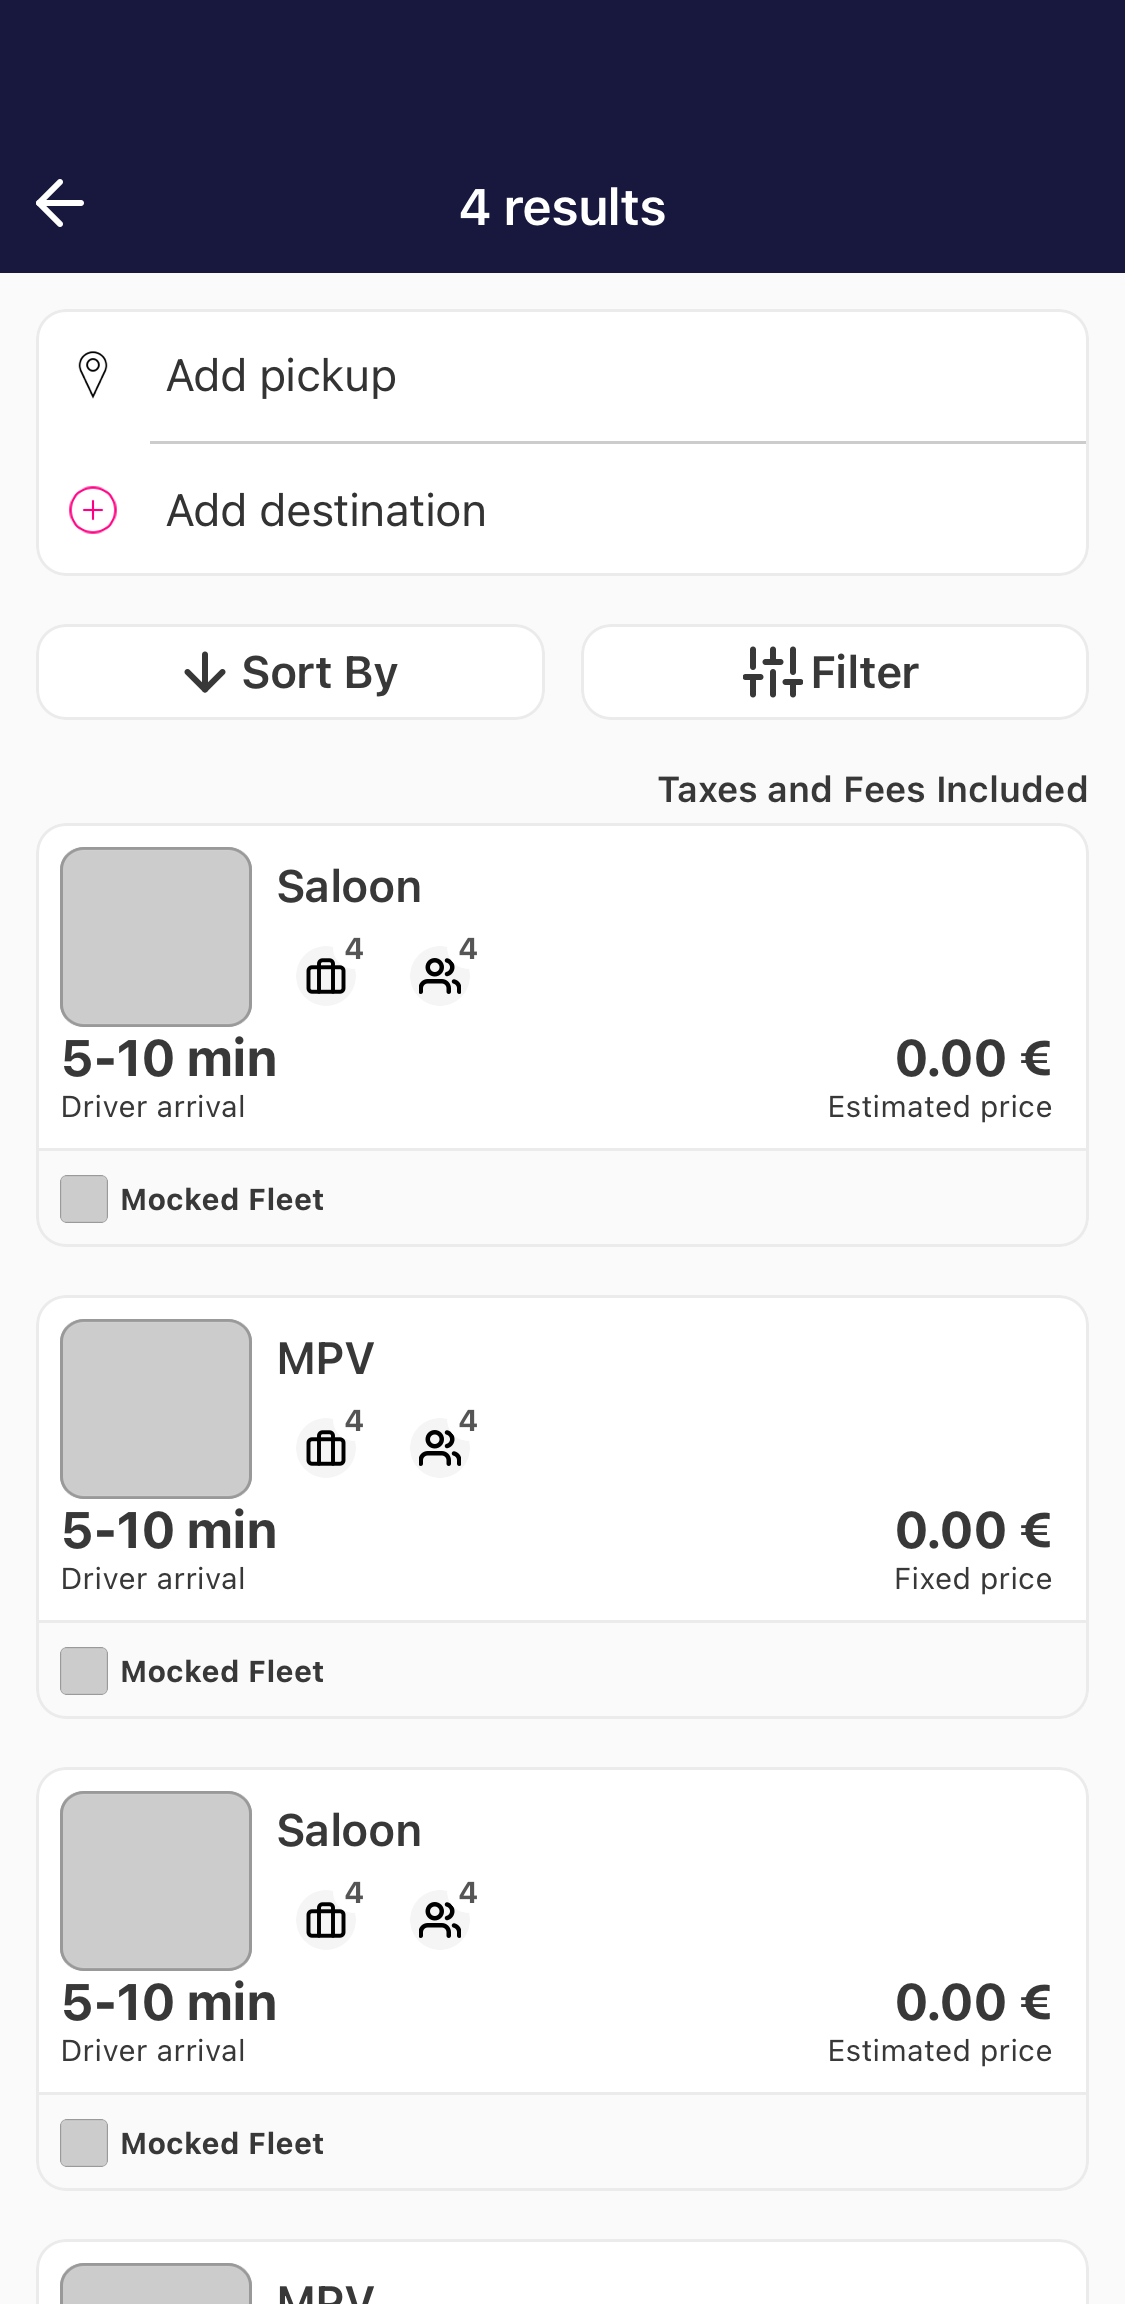 4 results
Add pickup
Add destination
Sort By
Filter
Taxes and Fees Included
Saloon
4
4
5-10 min
0.00 €
Driver arrival
Estimated price
Mocked Fleet
MPV
4
4
5-10 min
0.00 €
Driver arrival
Fixed price
Mocked Fleet
Saloon
4
4
5-10 min
0.00 €
Driver arrival
Estimated price
Mocked Fleet
MPV